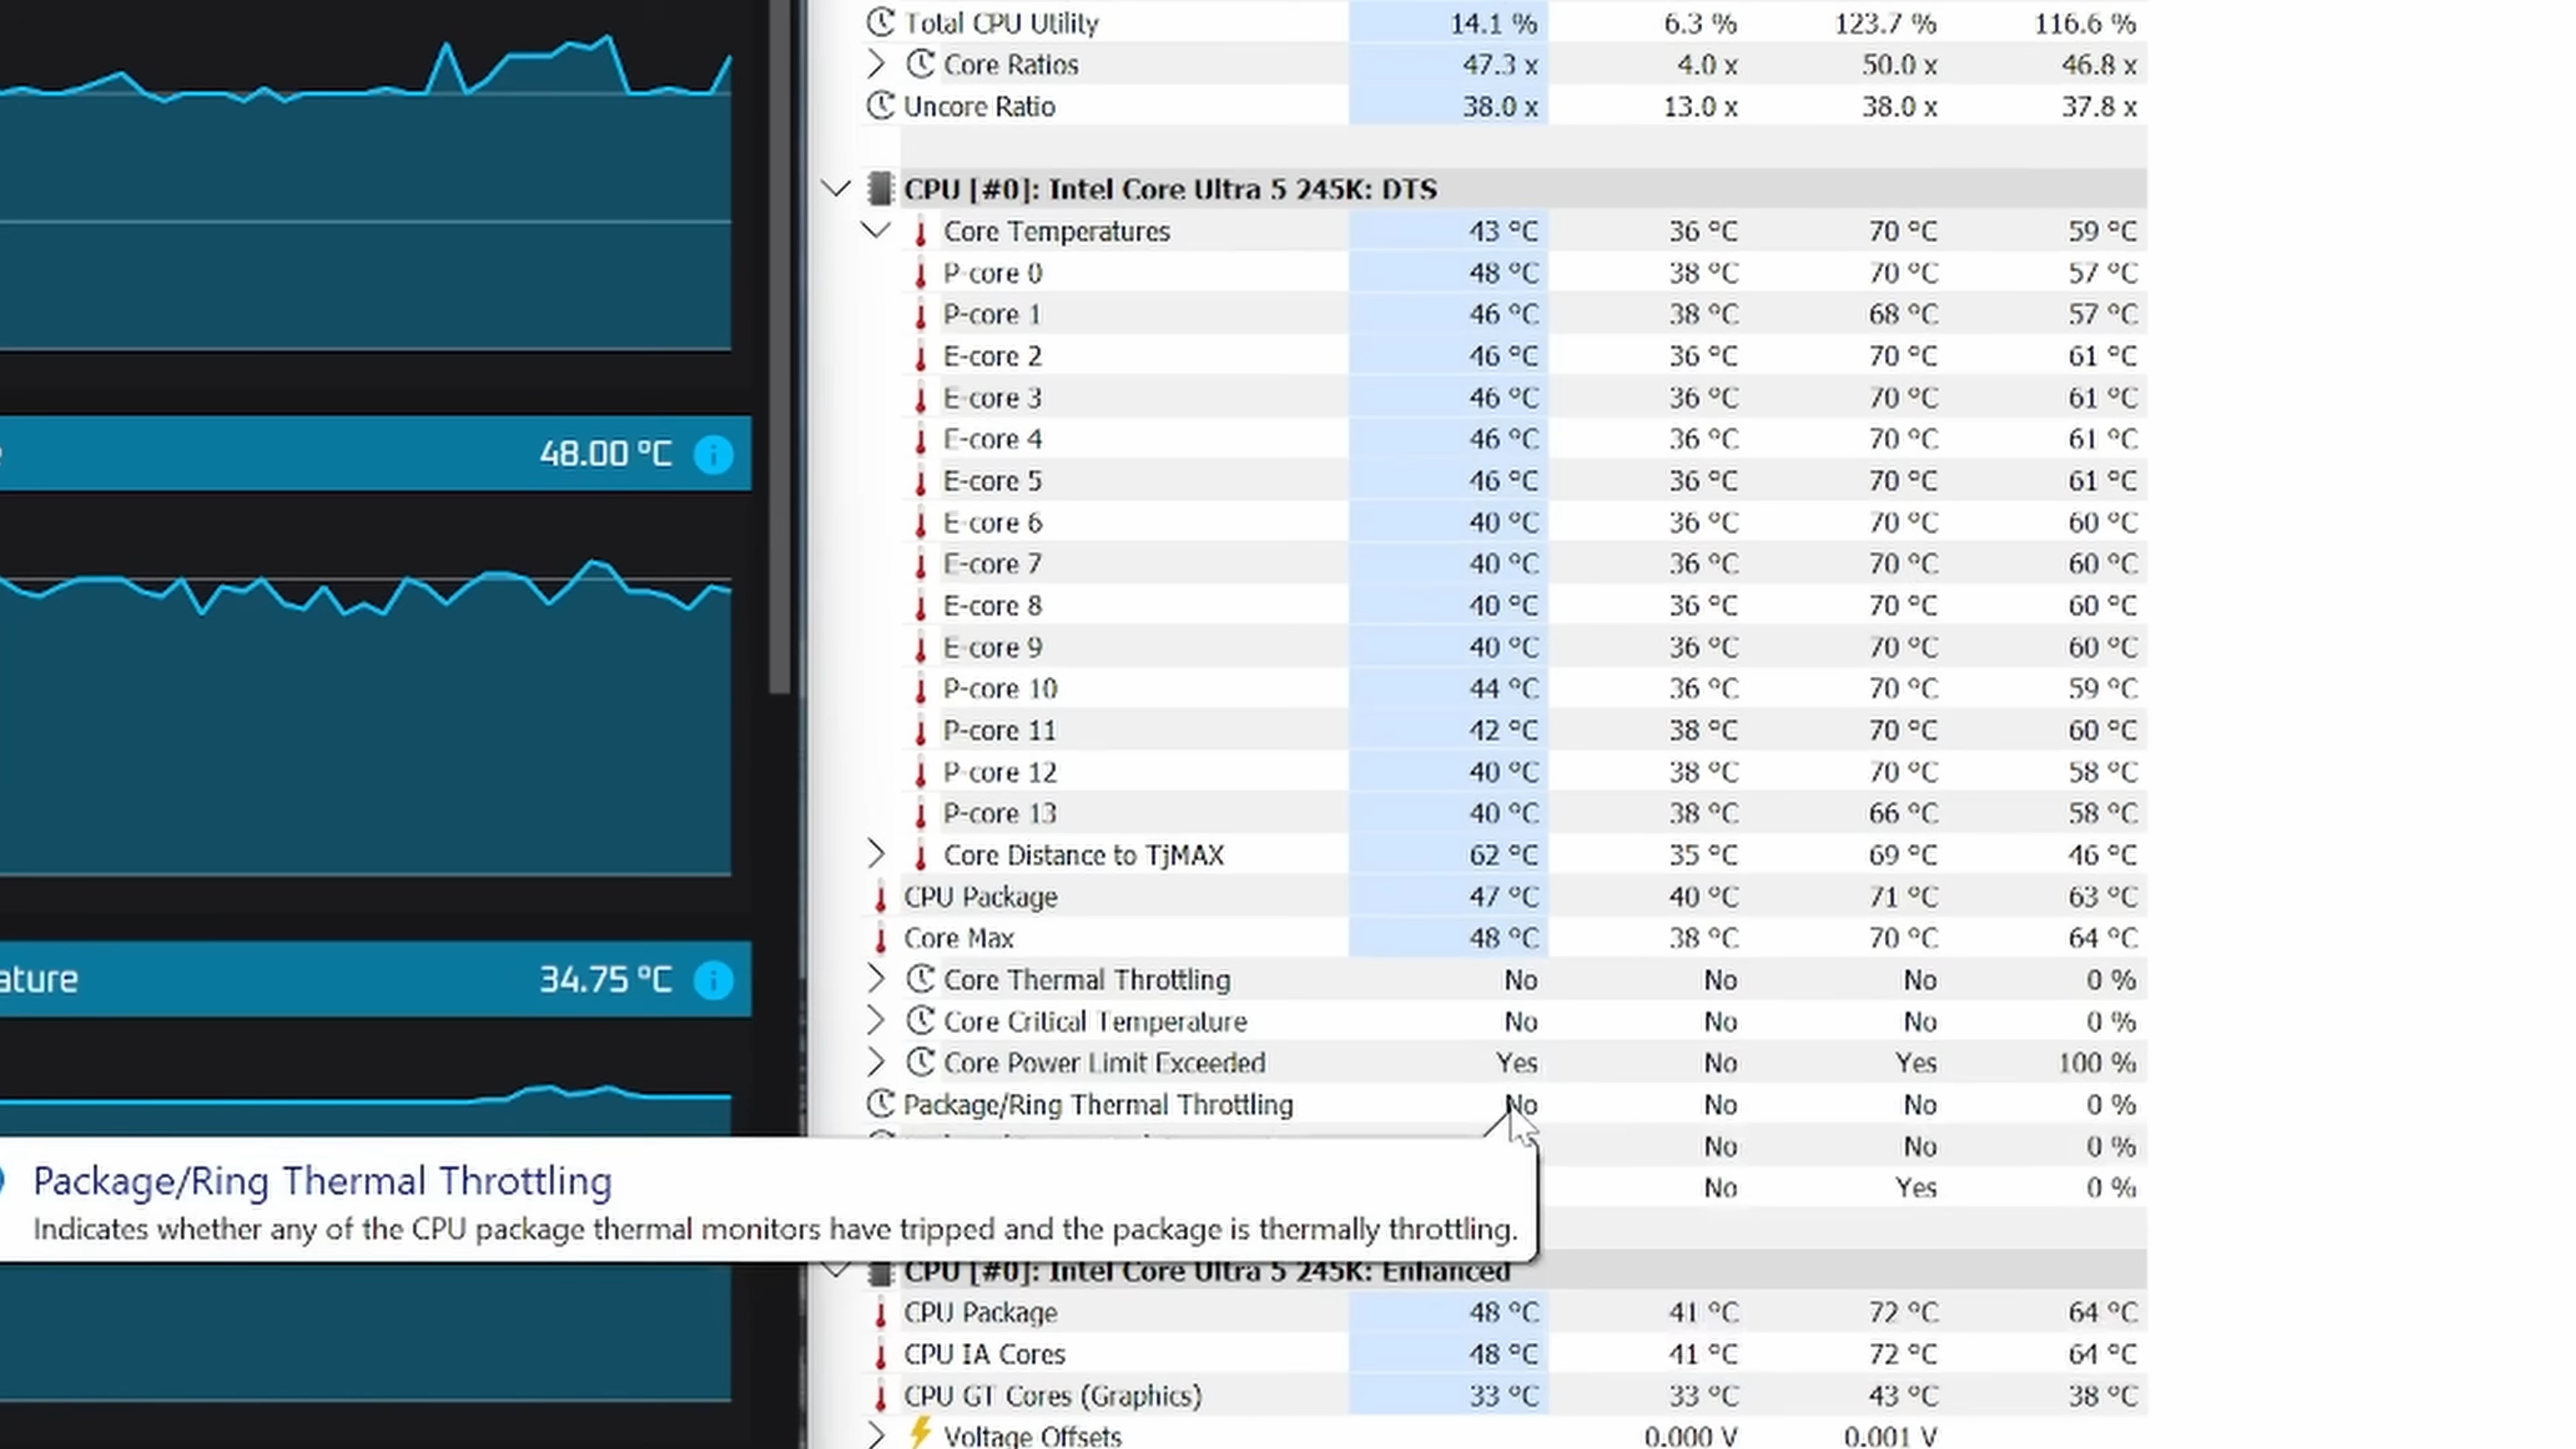 Total CPU Utility 14.1 % 6.3 % 123.7 % 116.6 %
Core Ratios 47.3 x 4.0 x 50.0 x 46.8 x
Uncore Ratio 38.0 x 13.0 x 38.0 x 37.8 x
CPU [#0]: Intel Core Ultra 5 245K: DTS
Core Temperatures 43 °C 36 °C 70 °C 59 °C
P-core 0 48 °C 38 °C 70 °C 57 °C
P-core 1 46 °C 38 °C 68 °C 57 °C
E-core 2 46 °C 36 °C 70 °C 61 °C
E-core 3 46 °C 36 °C 70 °C 61 °C
E-core 4 46 °C 36 °C 70 °C 61 °C
48.00 °C
E-core 5 46 °C 36 °C 70 °C 61 °C
E-core 6 40 °C 36 °C 70 °C 60 °C
E-core 7 40 °C 36 °C 70 °C 60 °C
E-core 8 40 °C 36 °C 70 °C 60 °C
E-core 9 40 °C 36 °C 70 °C 60 °C
P-core 10 44 °C 36 °C 70 °C 59 °C
P-core 11 42 °C 38 °C 70 °C 60 °C
P-core 12 40 °C 38 °C 70 °C 58 °C
P-core 13 40 °C 38 °C 66 °C 58 °C
Core Distance to TjMAX 62 °C 35 °C 69 °C 46 °C
CPU Package 47 °C 40 °C 71 °C 63 °C
Core Max 48 °C 38 °C 70 °C 64 °C
ature 34.75 °C
Core Thermal Throttling No No No 0 %
Core Critical Temperature No No No 0 %
Core Power Limit Exceeded Yes No Yes 100 %
Package/Ring Thermal Throttling No No No 0 %
No No 0 %
Package/Ring Thermal Throttling
No Yes 0 %
Indicates whether any of the CPU package thermal monitors have tripped and the package is thermally throttling.
CPU [#0]: Intel Core Ultra 5 245K: Enhanced
CPU Package 48 °C 41 °C 72 °C 64 °C
CPU IA Cores 48 °C 41 °C 72 °C 64 °C
CPU GT Cores (Graphics) 33 °C 33 °C 43 °C 38 °C
Voltage Offsets 0.000 V 0.001 V